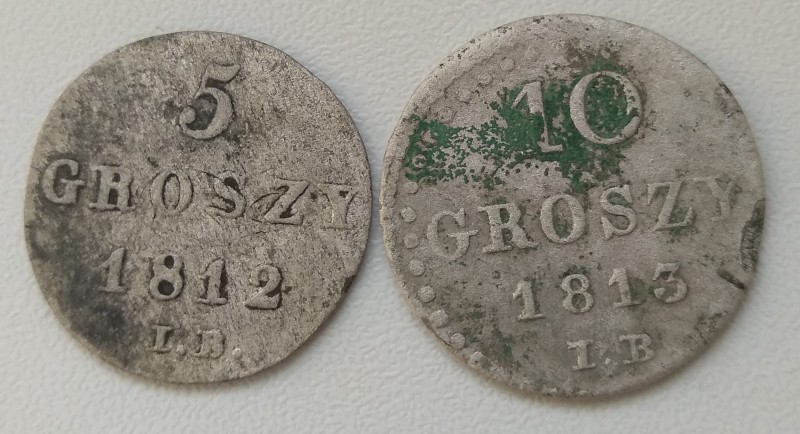 5
GROSZY
1812
I.B.
10
GROSZY
1813
I.B